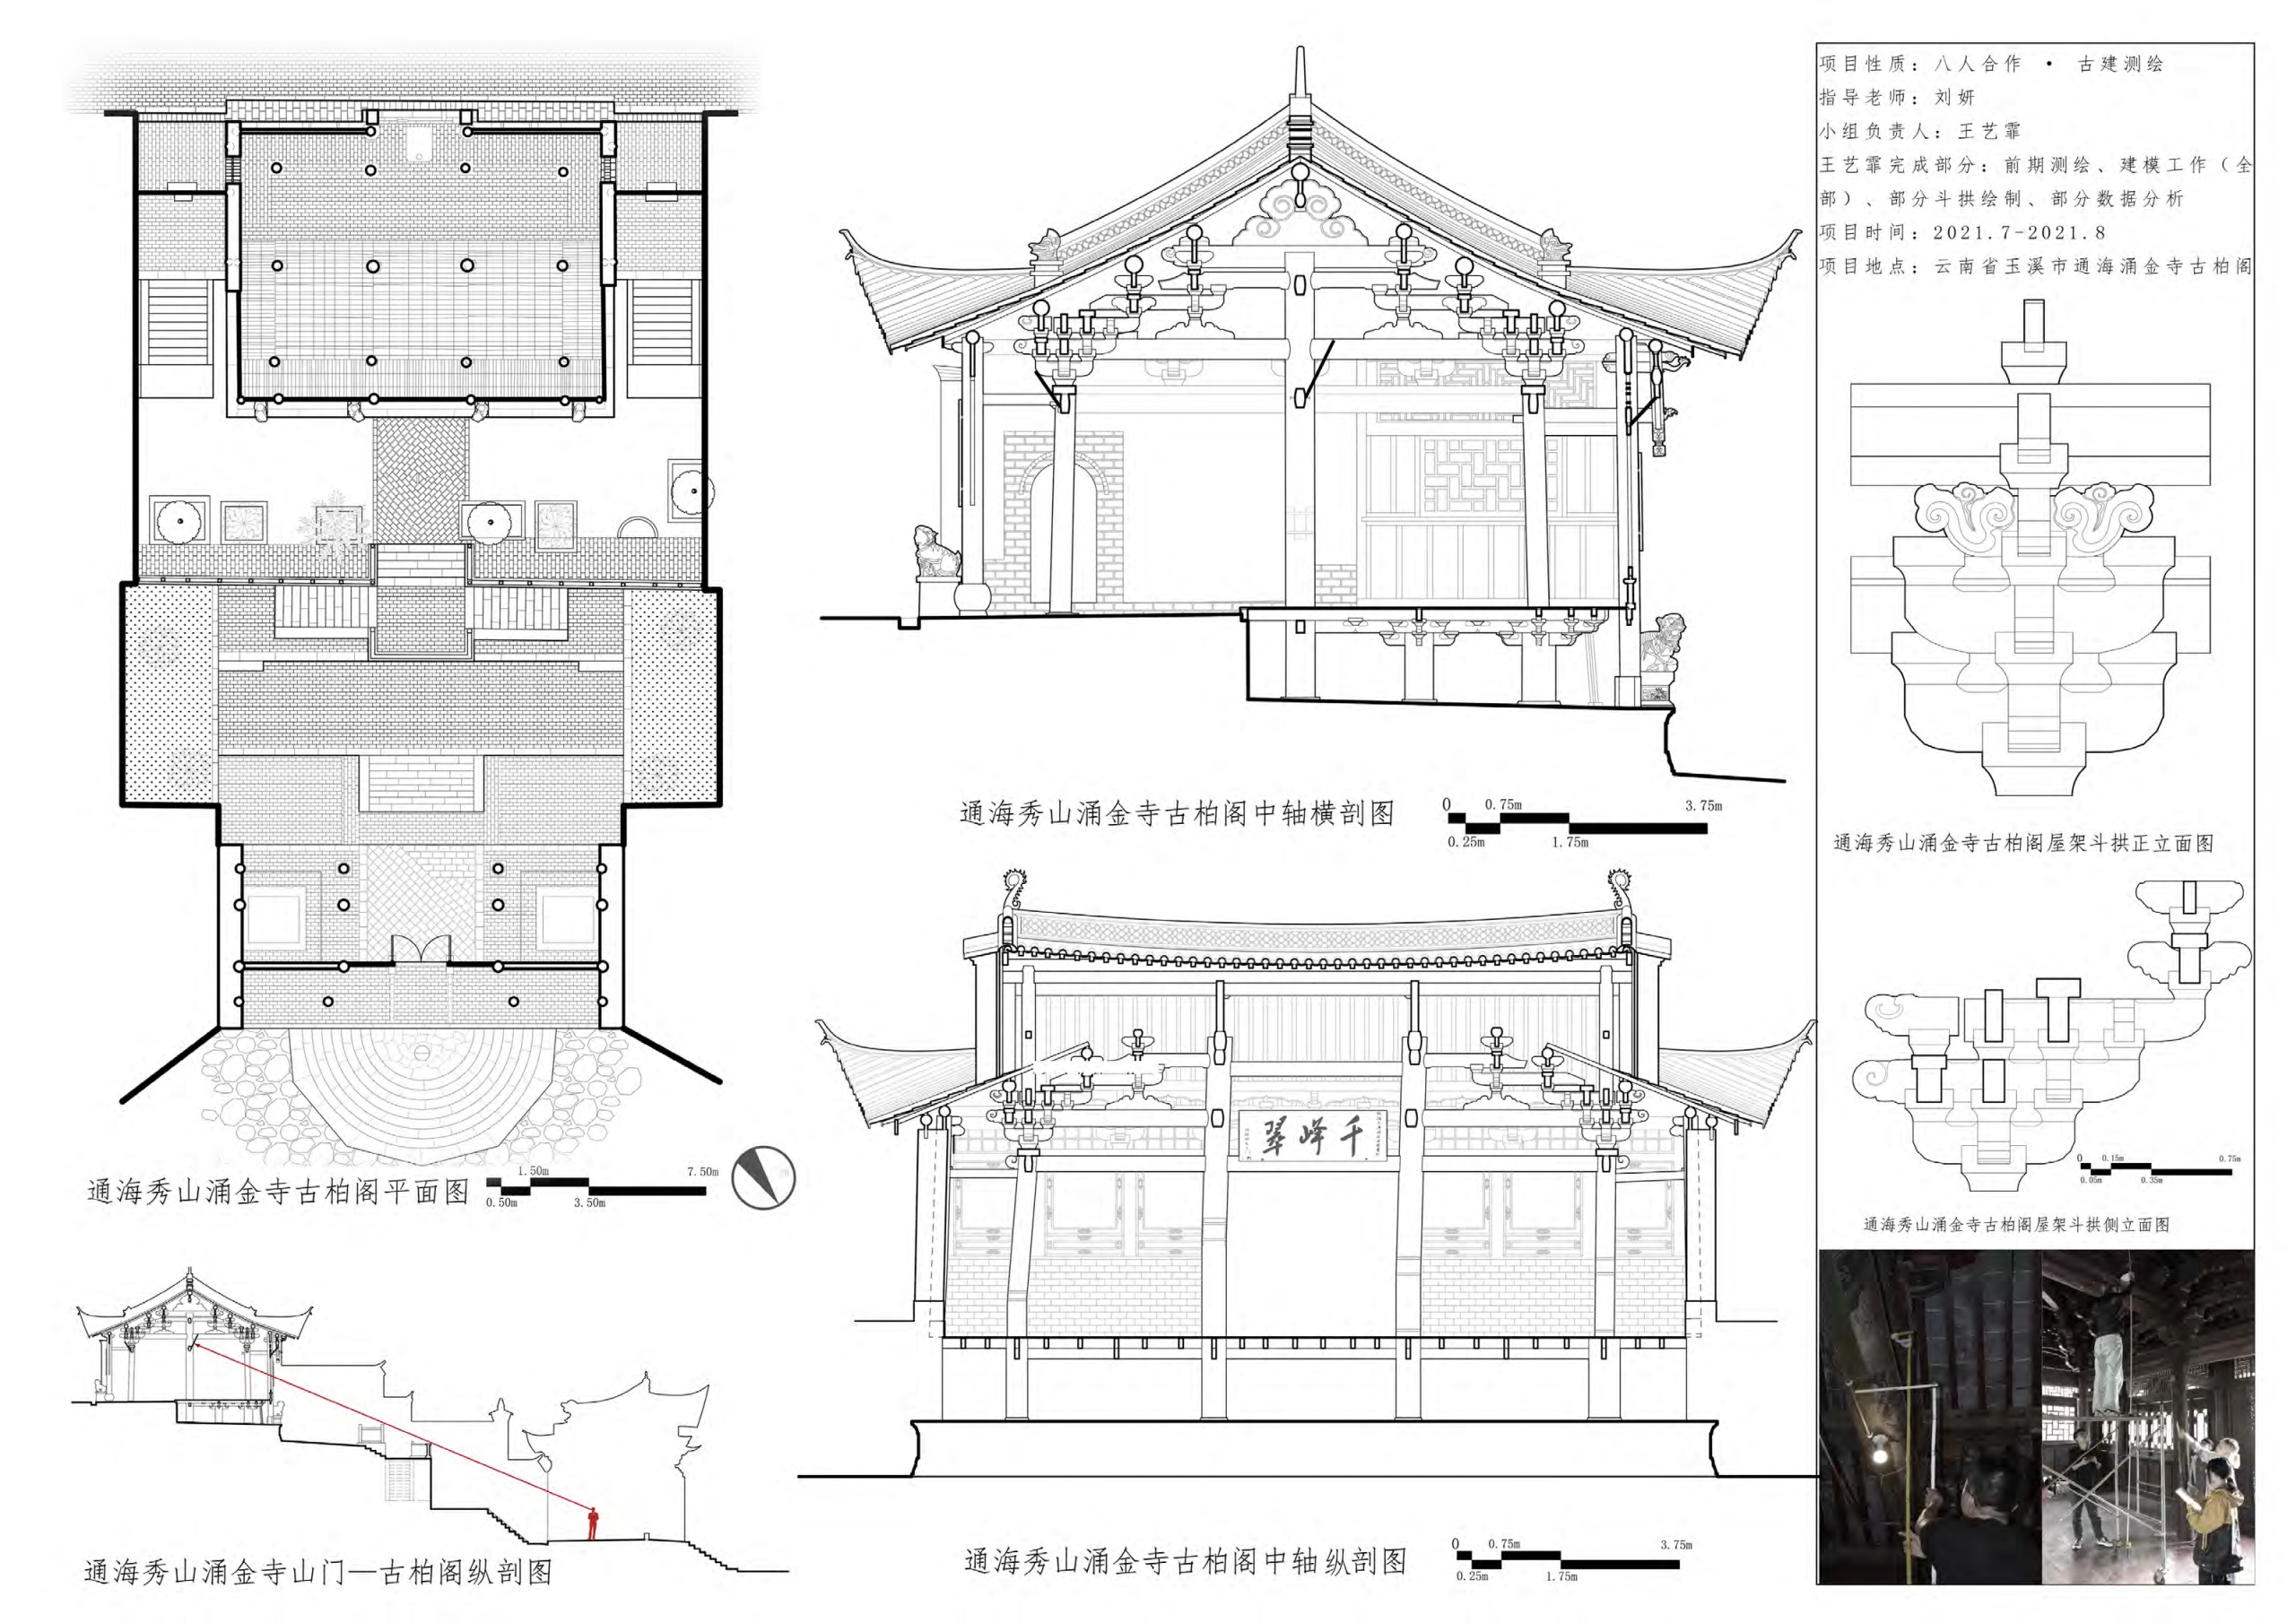 项目性质：八人合作 • 古建测绘
指导老师：刘妍
小组负责人：王艺霏
王艺霏完成部分：前期测绘、建模工作（全
部）、部分斗拱绘制、部分数据分析
项目时间：2021.7-2021.8
项目地点：云南省玉溪市通海涌金寺古柏阁
通海秀山涌金寺古柏阁中轴横剖图
0 0.75m 3.75m
0.25m 1.75m
通海秀山涌金寺古柏阁屋架斗拱正立面图
翠峰千
通海秀山涌金寺古柏阁平面图
1.50m 7.50m
0.50m 3.50m
0 0.15m 0.75m
0.05m 0.35m
通海秀山涌金寺古柏阁屋架斗拱侧立面图
通海秀山涌金寺山门—古柏阁纵剖图
通海秀山涌金寺古柏阁中轴纵剖图
0 0.75m 3.75m
0.25m 1.75m